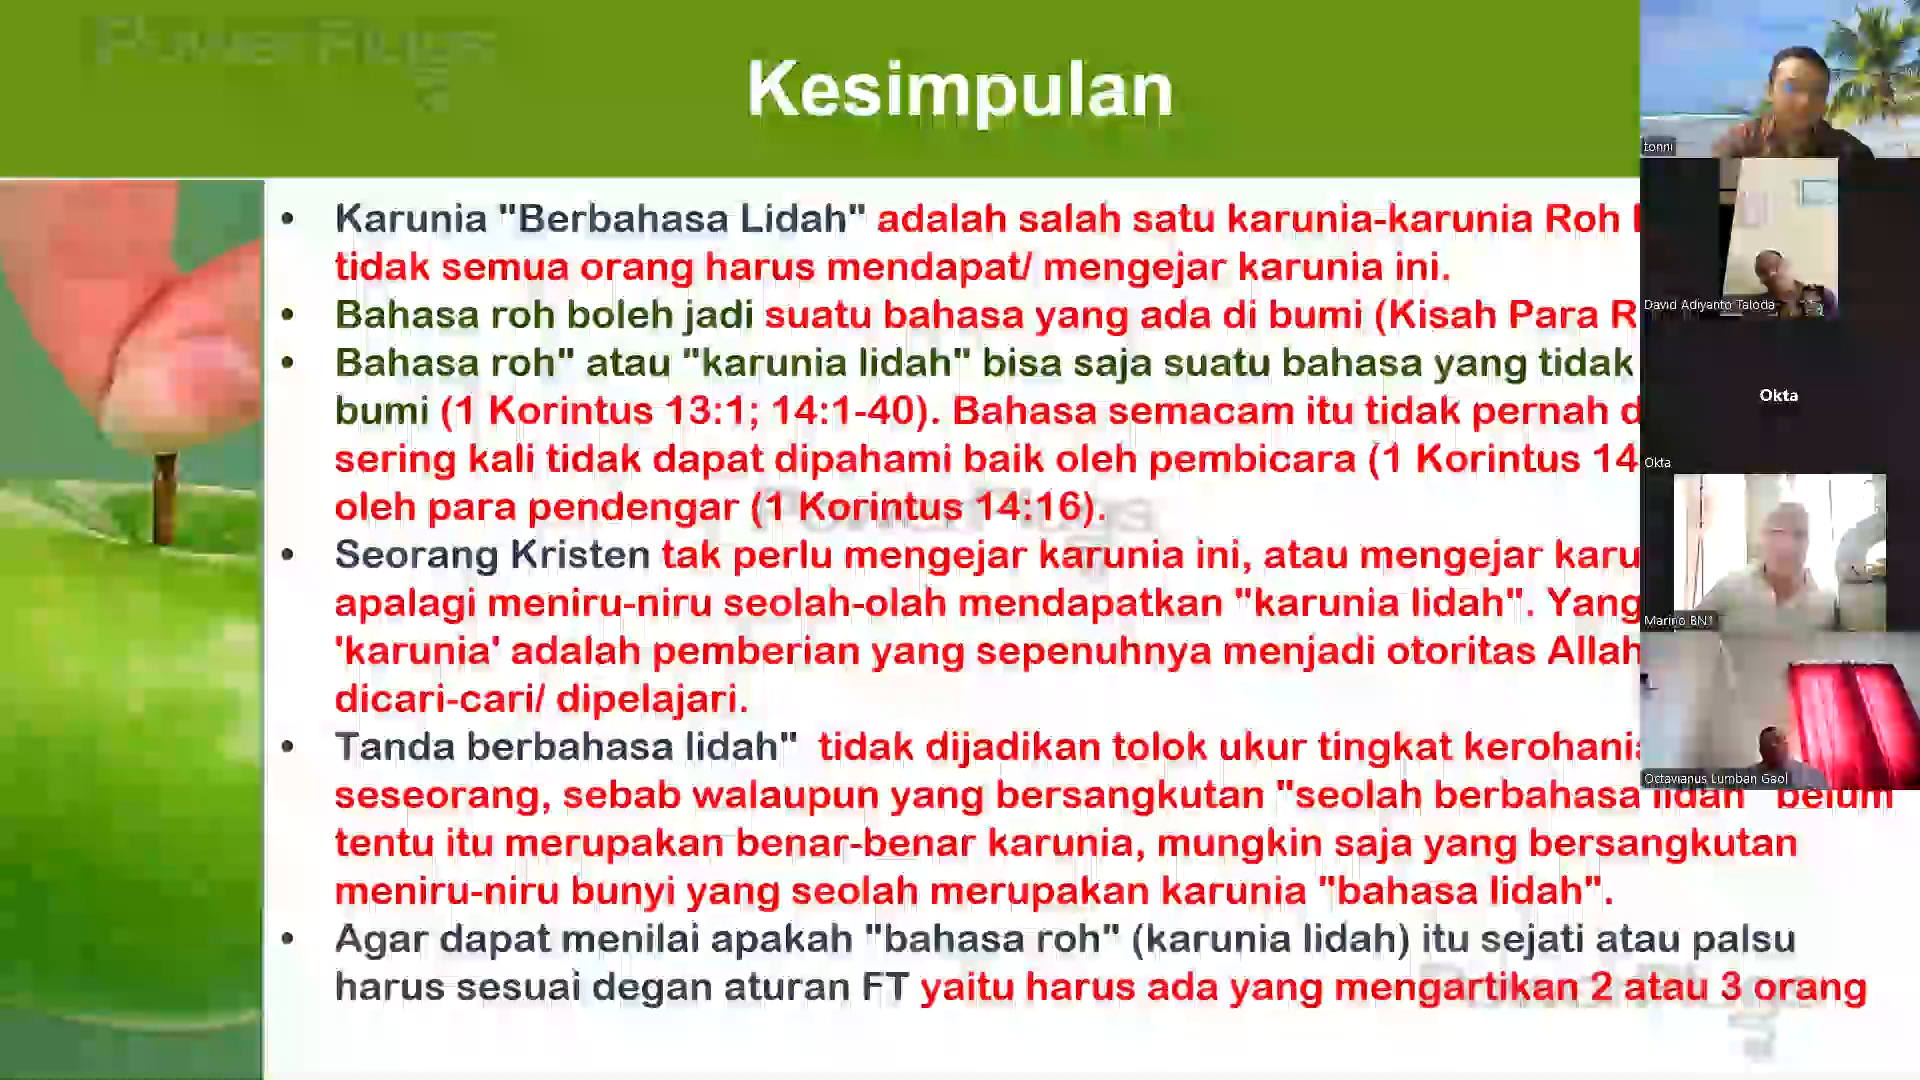 PowerPlugs
Kesimpulan
• Karunia "Berbahasa Lidah" adalah salah satu karunia-karunia Roh
tidak semua orang harus mendapat/ mengejar karunia ini.
• Bahasa roh boleh jadi suatu bahasa yang ada di bumi (Kisah Para R
• Bahasa roh" atau "karunia lidah" bisa saja suatu bahasa yang tidak
bumi (1 Korintus 13:1; 14:1-40). Bahasa semacam itu tidak pernah d
sering kali tidak dapat dipahami baik oleh pembicara (1 Korintus 14
oleh para pendengar (1 Korintus 14:16).
• Seorang Kristen tak perlu mengejar karunia ini, atau mengejar karu
apalagi meniru-niru seolah-olah mendapatkan "karunia lidah". Yang
'karunia' adalah pemberian yang sepenuhnya menjadi otoritas Allah
dicari-cari/ dipelajari.
• Tanda berbahasa lidah" tidak dijadikan tolok ukur tingkat kerohani
seseorang, sebab walaupun yang bersangkutan "seolah berbahasa lidah" belum
tentu itu merupakan benar-benar karunia, mungkin saja yang bersangkutan
meniru-niru bunyi yang seolah merupakan karunia "bahasa lidah".
• Agar dapat menilai apakah "bahasa roh" (karunia lidah) itu sejati atau palsu
harus sesuai degan aturan FT yaitu harus ada yang mengartikan 2 atau 3 orang
tonni
David Adiyanto Taloda
Okta
Okta
Marino BN1
Octavianus Lumban Gaol